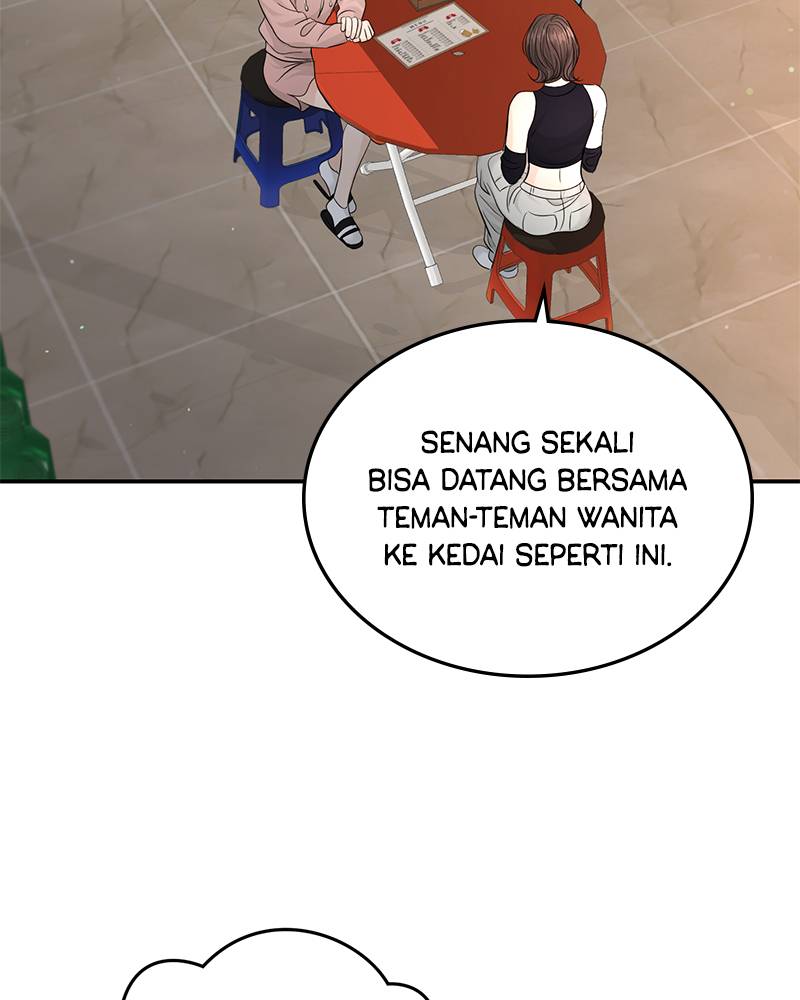 SENANG SEKALI
BISA DATANG BERSAMA
TEMAN-TEMAN WANITA
KE KEDAI SEPERTI INI.